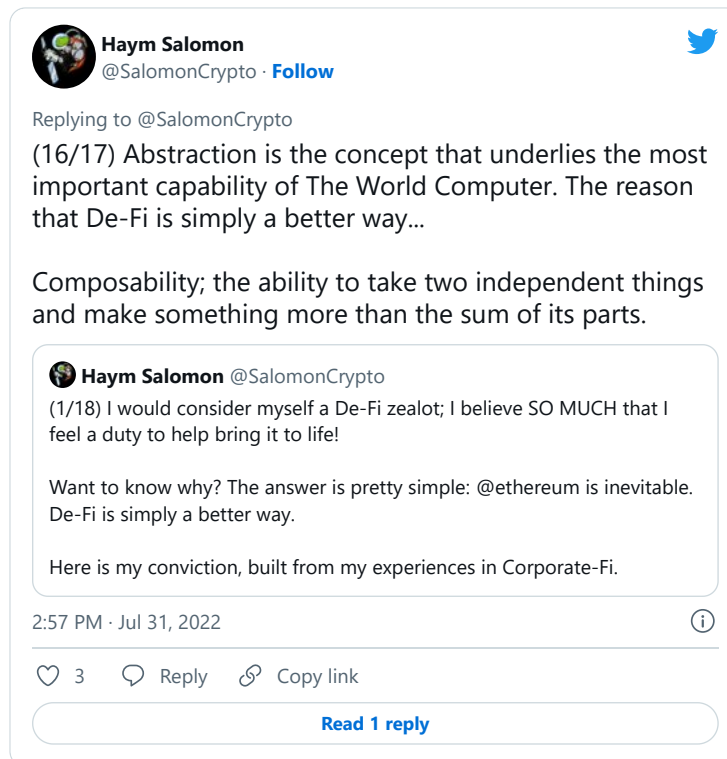 Haym Salomon
@SalomonCrypto · Follow
Replying to @SalomonCrypto
(16/17) Abstraction is the concept that underlies the most
important capability of The World Computer. The reason
that De-Fi is simply a better way...
Composability; the ability to take two independent things
and make something more than the sum of its parts.
Haym Salomon @SalomonCrypto
(1/18) I would consider myself a De-Fi zealot; I believe SO MUCH that I
feel a duty to help bring it to life!
Want to know why? The answer is pretty simple: @ethereum is inevitable.
De-Fi is simply a better way.
Here is my conviction, built from my experiences in Corporate-Fi.
2:57 PM · Jul 31, 2022
3 Reply Copy link
Read 1 reply